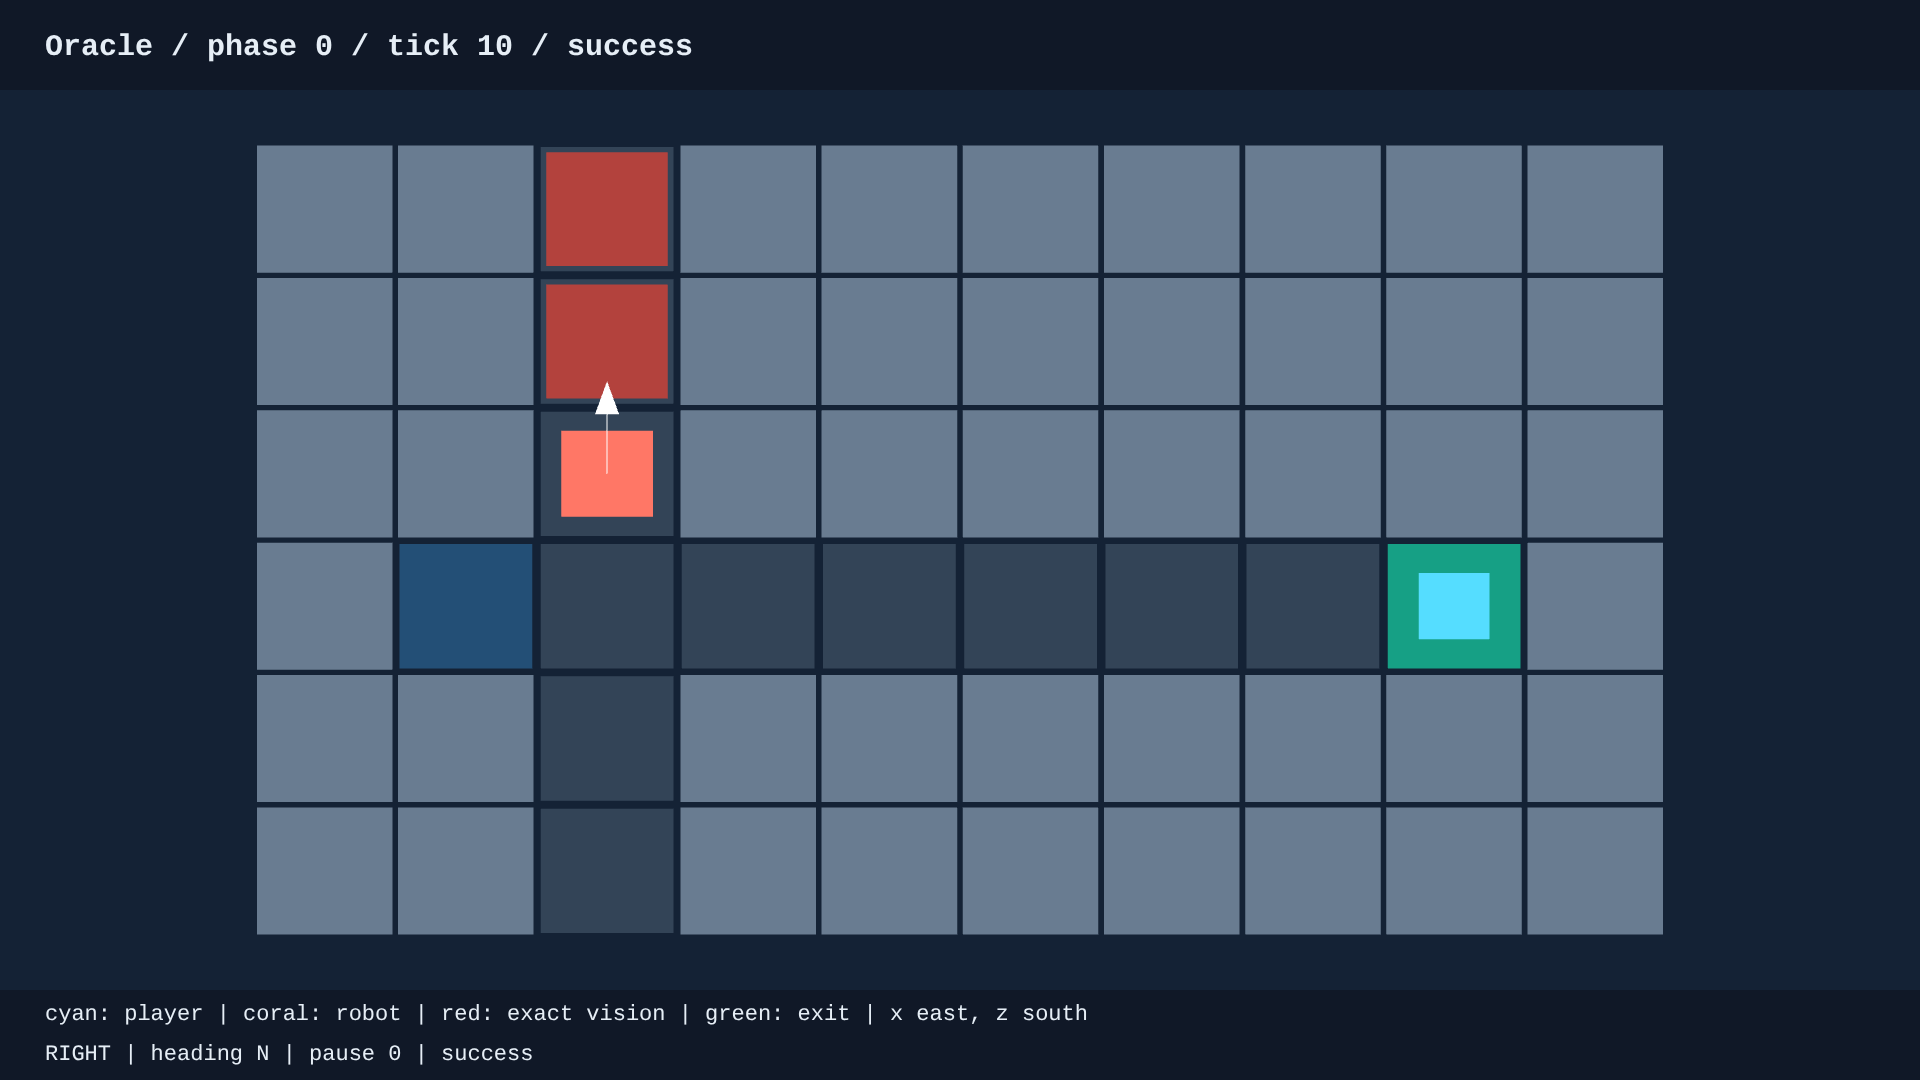 Oracle / phase 0 / tick 10 / success
cyan: player | coral: robot | red: exact vision | green: exit | x east, z south
RIGHT | heading N | pause 0 | success